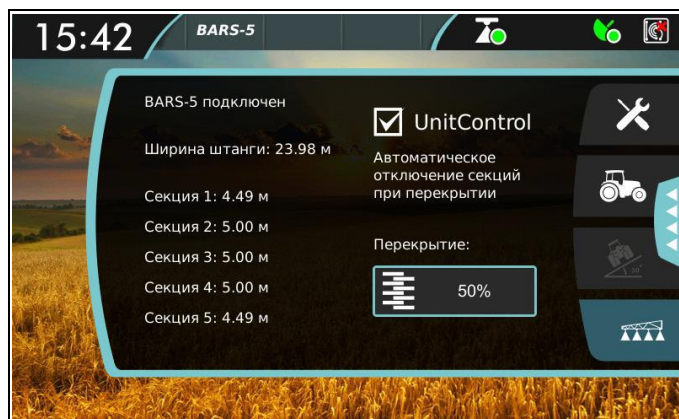 15:42
BARS-5
BARS-5 подключен
Ширина штанги: 23.98 м
Секция 1: 4.49 м
Секция 2: 5.00 м
Секция 3: 5.00 м
Секция 4: 5.00 м
Секция 5: 4.49 м
UnitControl
Автоматическое
отключение секций
при перекрытии
Перекрытие:
50%
30°